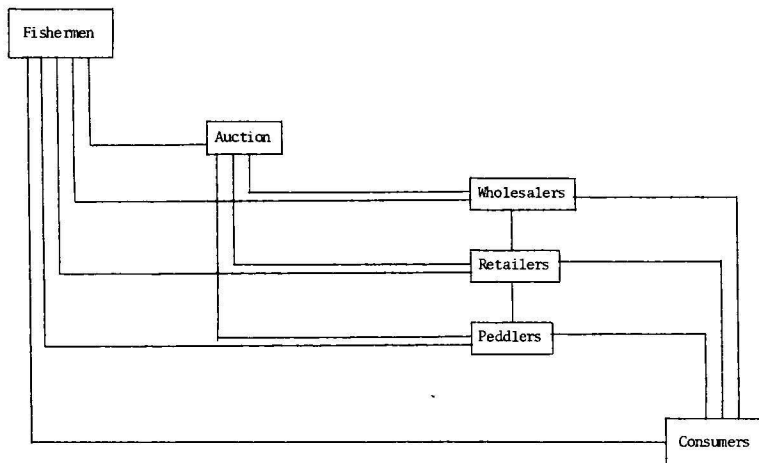 Fishermen
Auction
Wholesalers
Retailers
Peddlers
Consumers